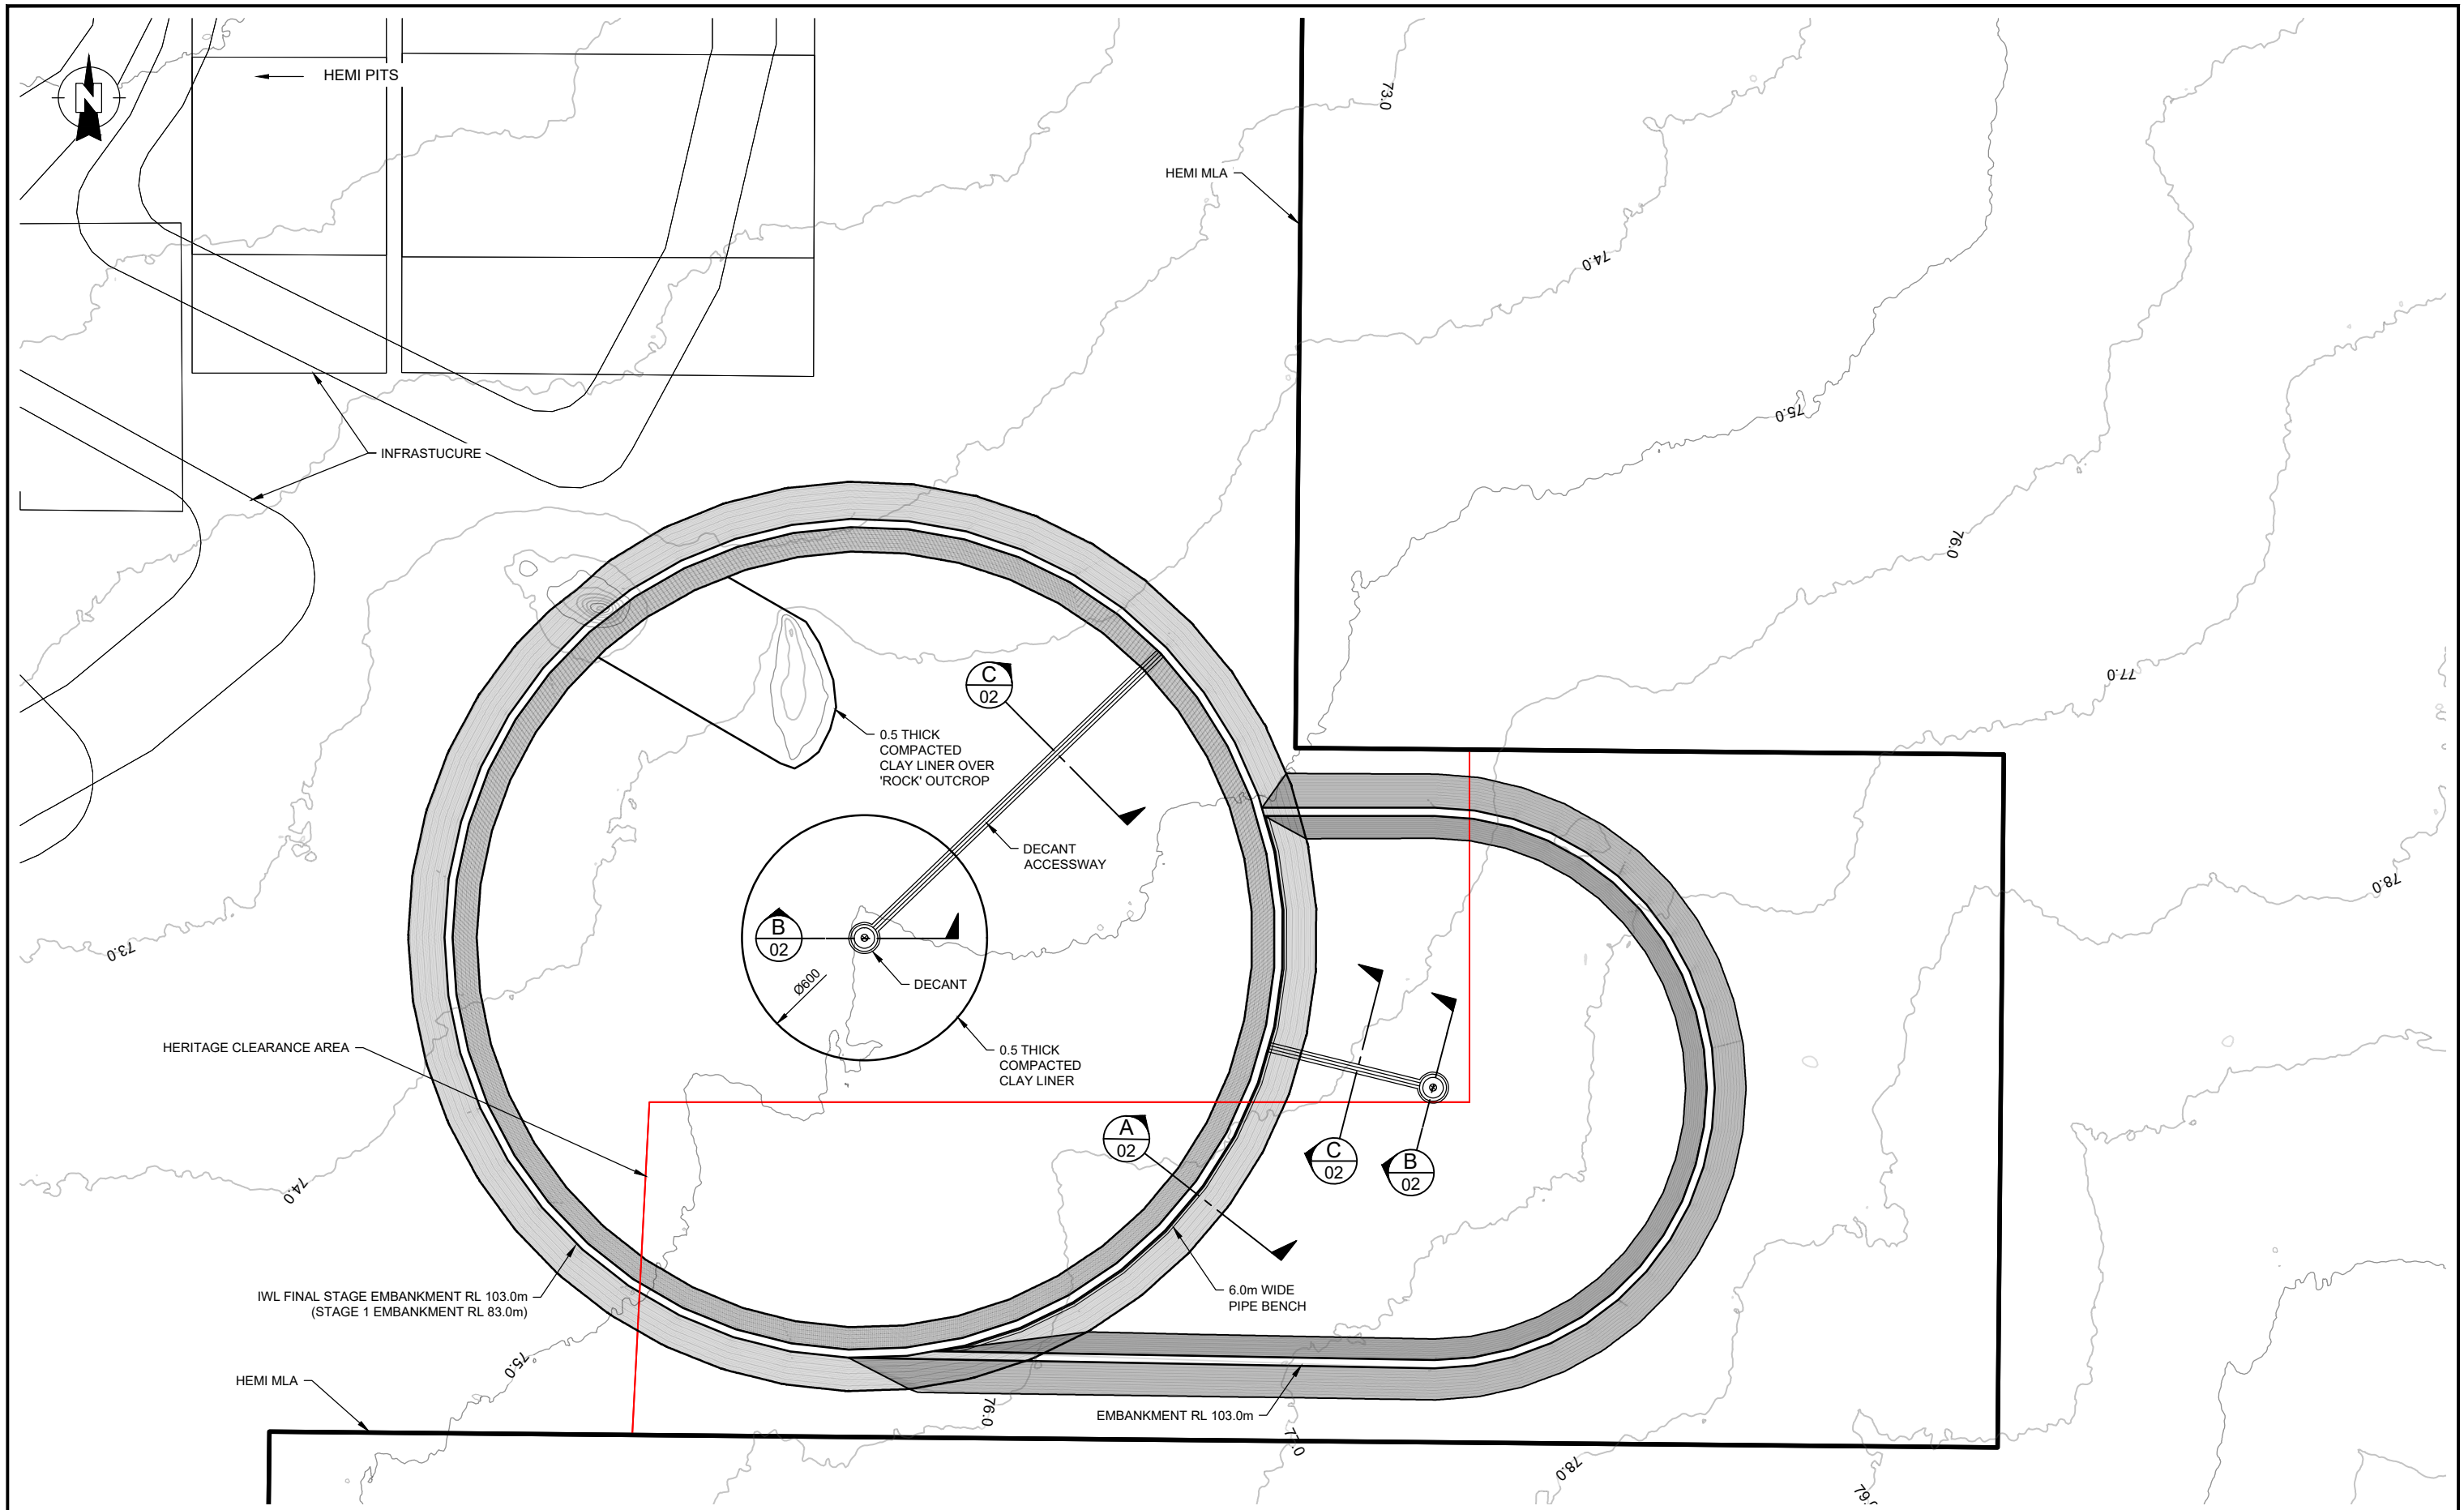 N
HEMI PITS
73.0
HEMI MLA
74.0
75.0
INFRASTUCURE
76.0
77.0
C
02
0.5 THICK
COMPACTED
CLAY LINER OVER
'ROCK' OUTCROP
DECANT
ACCESSWAY
78.0
B
02
73.0
Ø600
DECANT
HERITAGE CLEARANCE AREA
0.5 THICK
COMPACTED
CLAY LINER
A
02
C
02
B
02
74.0
IWL FINAL STAGE EMBANKMENT RL 103.0m
(STAGE 1 EMBANKMENT RL 83.0m)
6.0m WIDE
PIPE BENCH
75.0
HEMI MLA
76.0
EMBANKMENT RL 103.0m
77.0
78.0